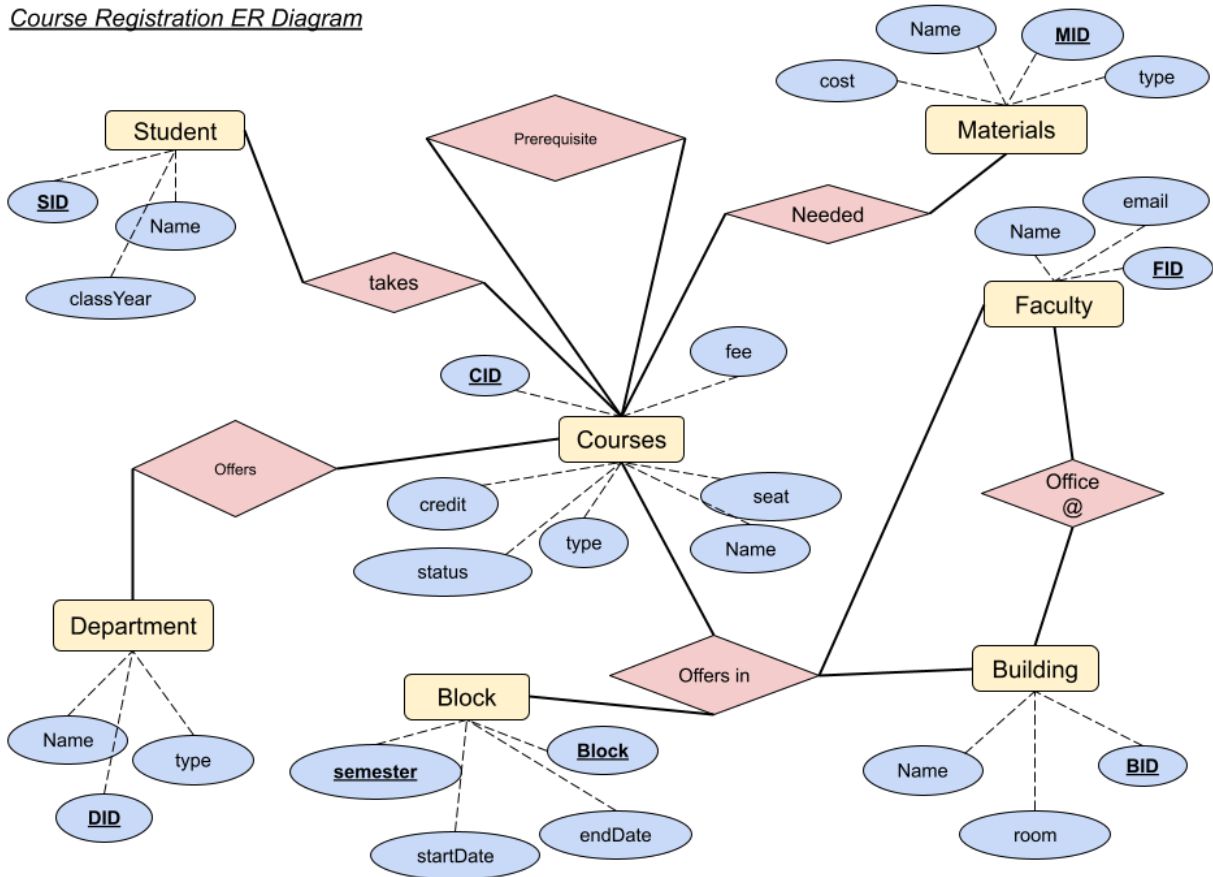 Course Registration ER Diagram
Name
MID
cost
type
Student
Prerequisite
Materials
SID
Name
Needed
email
Name
FID
classYear
takes
Faculty
fee
CID
Courses
Offers
Office
@
credit
seat
type
Name
status
Department
Offers in
Building
Block
Name
type
semester
Block
Name
BID
DID
startDate
endDate
room